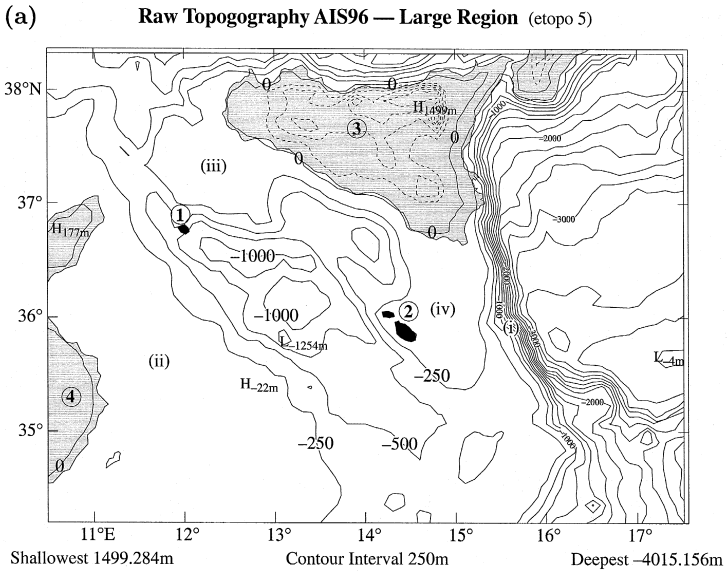 (a)
Raw Topogography AIS96 — Large Region (etopo 5)
38°N
37°
36°
35°
11°E 12° 13° 14° 15° 16° 17°
0 0
H1499m
3
0
0
(iii)
1
0
H177m
−1000
−1000
−2000
−3000
−1000
2
(iv)
(i)
−1000
−4000
L−1254m
L−4m
(ii)
H−22m
−250
4
−2000
−250
−500
−1000
0
Shallowest 1499.284m
Contour Interval 250m
Deepest −4015.156m